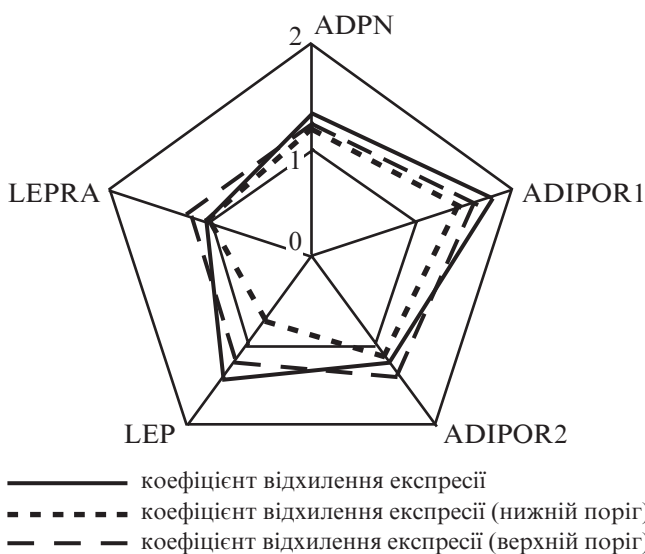 ADPN
2
1
LEPRA
ADIPOR1
0
LEP
ADIPOR2
коефіцієнт відхилення експресії
коефіцієнт відхилення експресії (нижній поріг)
коефіцієнт відхилення експресії (верхній поріг)